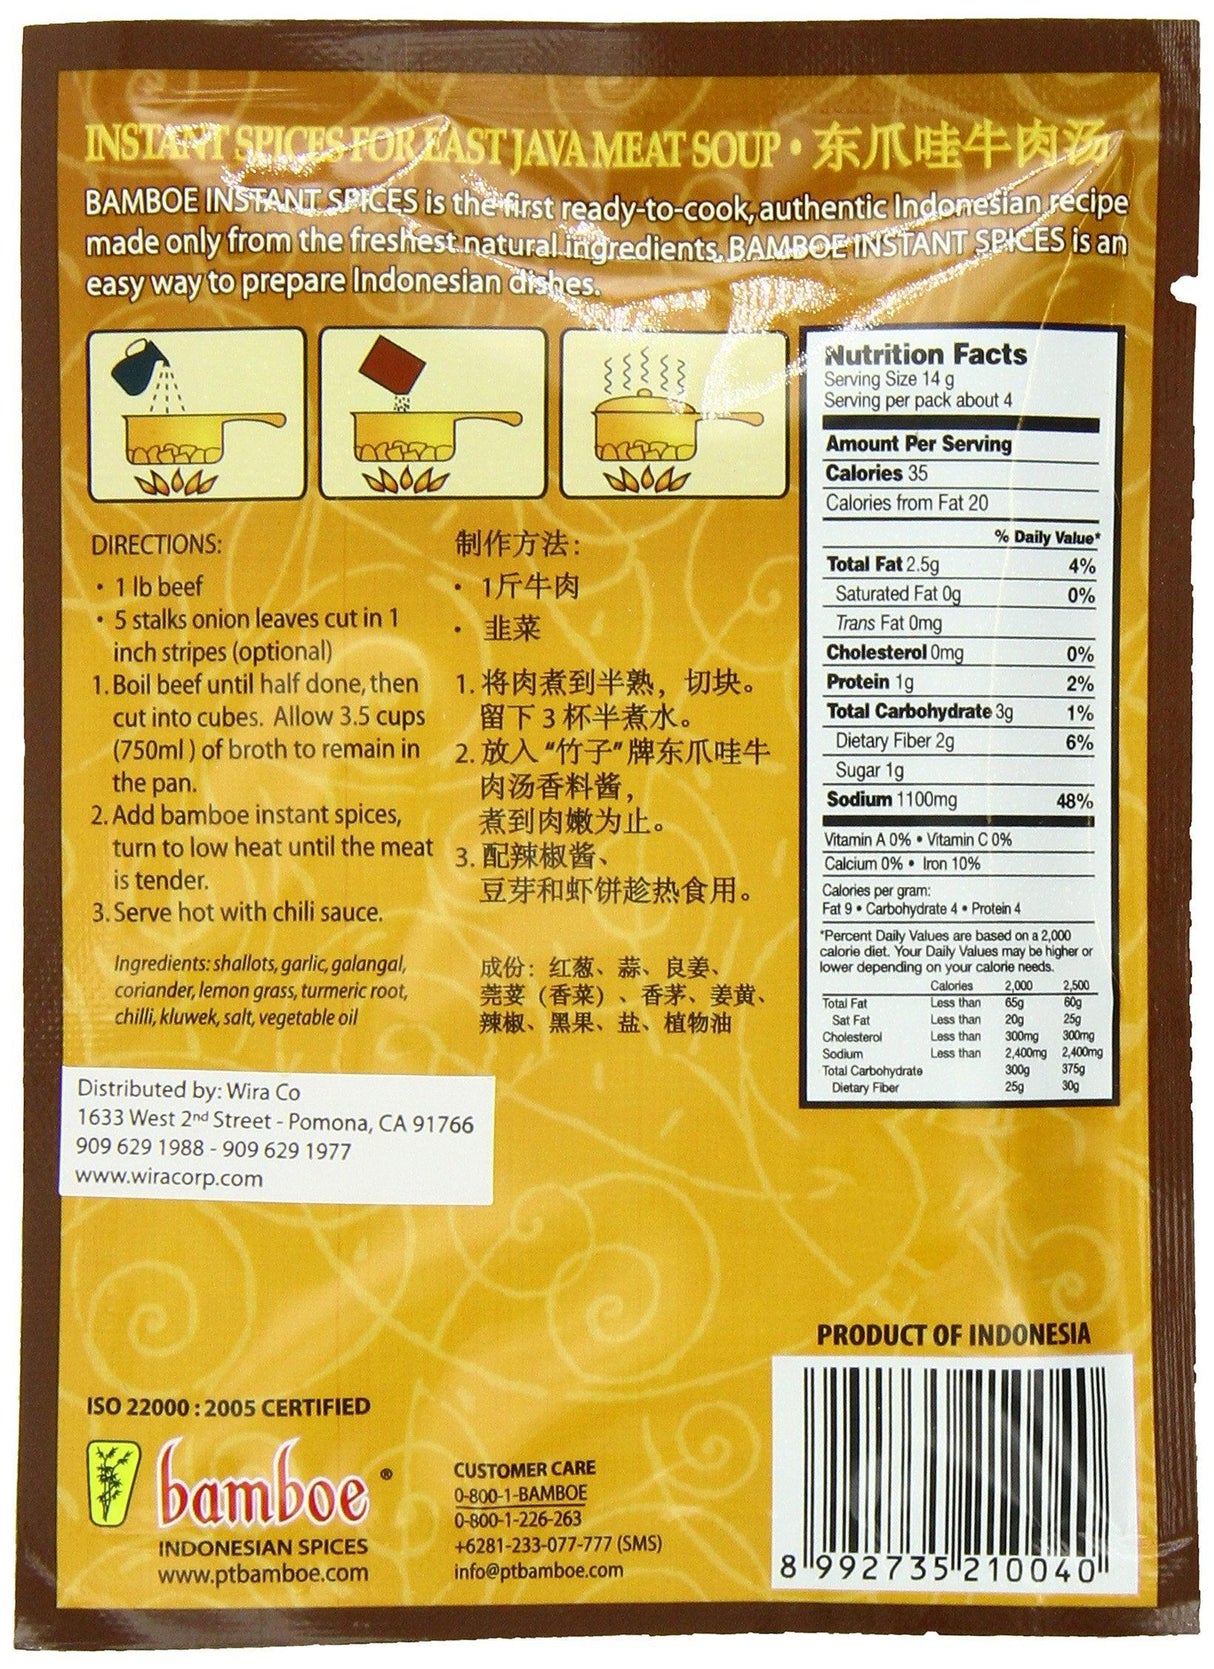 INSTANT SPICES FOR EAST JAVA MEAT SOUP • 东爪哇牛肉汤
BAMBOE INSTANT SPICES is the first ready-to-cook, authentic Indonesian recipe
made only from the freshest natural ingredients. BAMBOE INSTANT SPICES is an
easy way to prepare Indonesian dishes.
DIRECTIONS:
• 1 lb beef
• 5 stalks onion leaves cut in 1
inch stripes (optional)
1. Boil beef until half done, then
cut into cubes. Allow 3.5 cups
(750ml ) of broth to remain in
the pan.
2. Add bamboe instant spices,
turn to low heat until the meat
is tender.
3. Serve hot with chili sauce.
Ingredients: shallots, garlic, galangal,
coriander, lemon grass, turmeric root,
chilli, kluwek, salt, vegetable oil
制作方法：
• 1斤牛肉
• 韭菜
1. 将肉煮到半熟，切块。
留下 3 杯半煮水。
2. 放入 “竹子” 牌东爪哇牛
肉汤香料酱，
煮到肉嫩为止。
3. 配辣椒酱、
豆芽和虾饼趁热食用。
成份：红葱、蒜、良姜、
莞荽（香菜）、香茅、姜黄、
辣椒、黑果、盐、植物油
Nutrition Facts
Serving Size 14 g
Serving per pack about 4
Amount Per Serving
Calories 35
Calories from Fat 20
% Daily Value*
Total Fat 2.5g 4%
Saturated Fat 0g 0%
Trans Fat 0mg
Cholesterol 0mg 0%
Protein 1g 2%
Total Carbohydrate 3g 1%
Dietary Fiber 2g 6%
Sugar 1g
Sodium 1100mg 48%
Vitamin A 0% • Vitamin C 0%
Calcium 0% • Iron 10%
Calories per gram:
Fat 9 • Carbohydrate 4 • Protein 4
*Percent Daily Values are based on a 2,000
calorie diet. Your Daily Values may be higher or
lower depending on your calorie needs.
Calories 2,000 2,500
Total Fat Less than 65g 60g
Sat Fat Less than 20g 25g
Cholesterol Less than 300mg 300mg
Sodium Less than 2,400mg 2,400mg
Total Carbohydrate 300g 375g
Dietary Fiber 25g 30g
Distributed by: Wira Co
1633 West 2nd Street - Pomona, CA 91766
909 629 1988 - 909 629 1977
www.wiracorp.com
PRODUCT OF INDONESIA
8 992735 210040
ISO 22000 : 2005 CERTIFIED
bamboe ®
INDONESIAN SPICES
www.ptbamboe.com
CUSTOMER CARE
0-800-1-BAMBOE
0-800-1-226-263
+6281-233-077-777 (SMS)
info@ptbamboe.com